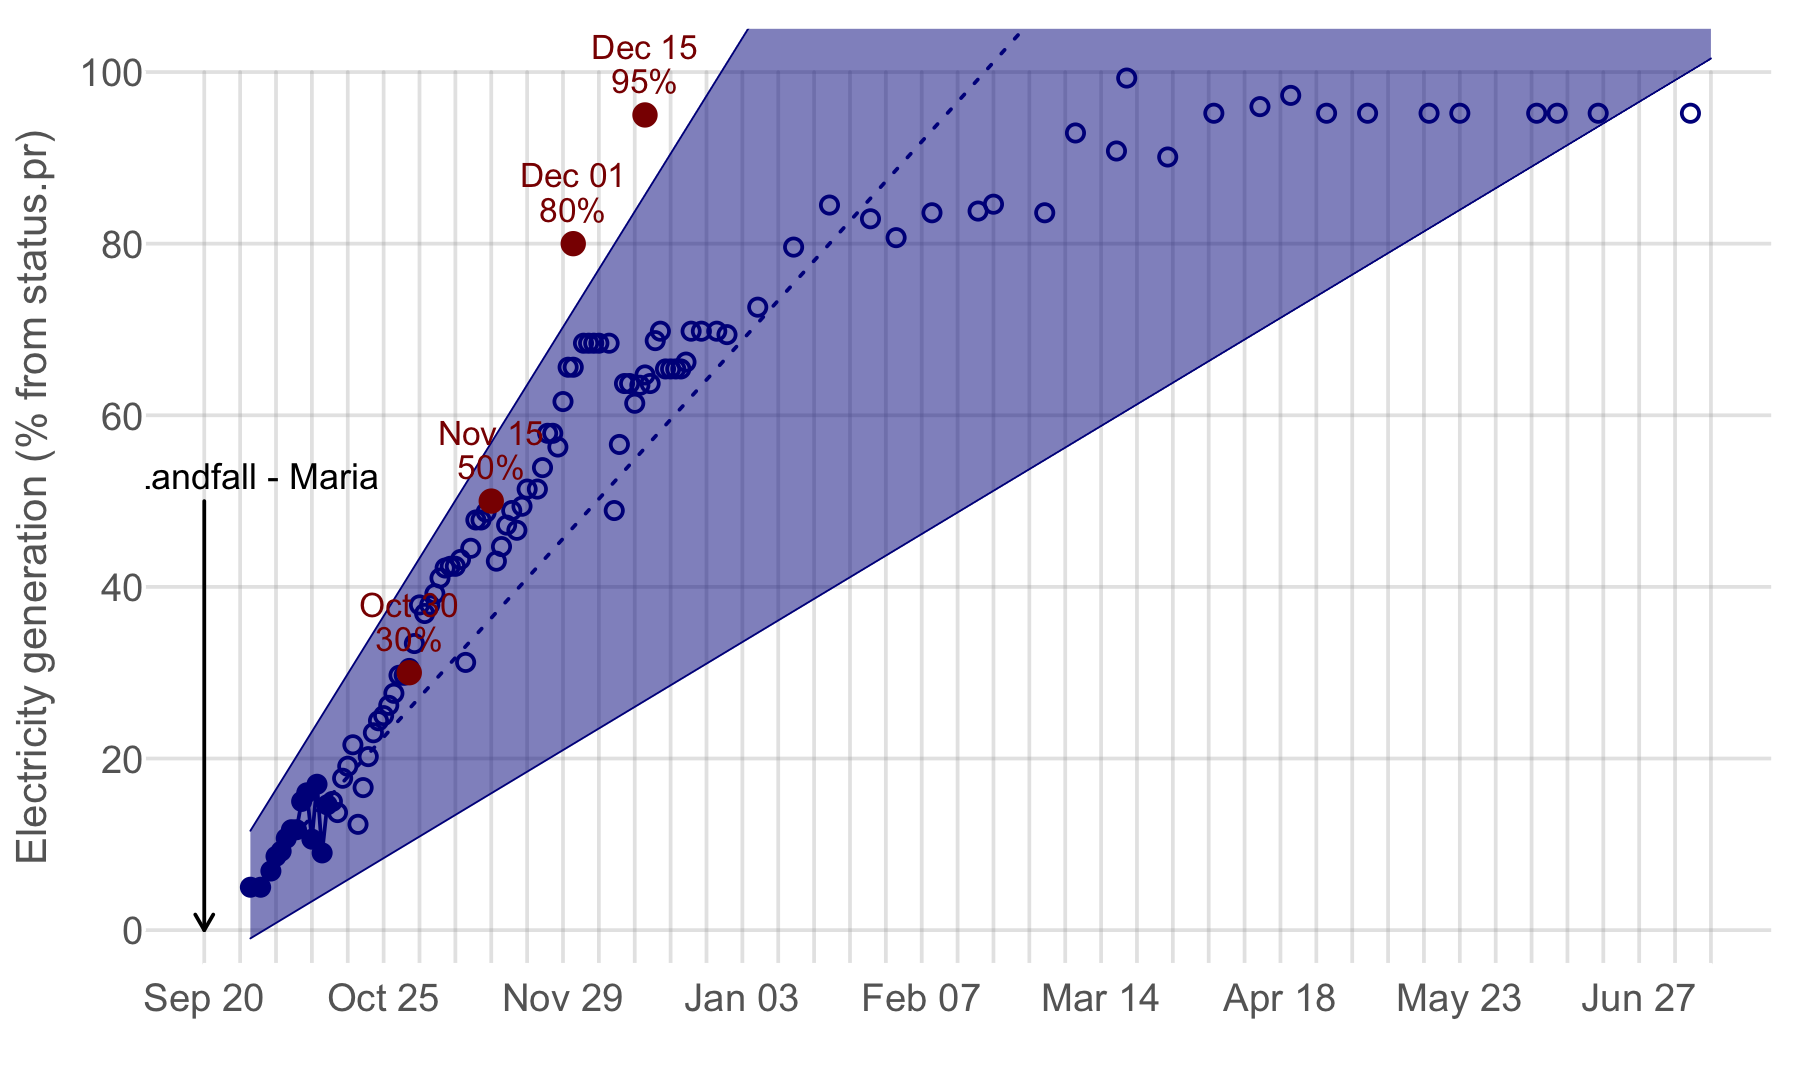 Dec 15
95%
100
Dec 01
80%
80
60
Nov 15
50%
.andfall - Maria
40
Oct 30
30%
20
0
Electricity generation (% from status.pr)
Sep 20 Oct 25 Nov 29 Jan 03 Feb 07 Mar 14 Apr 18 May 23 Jun 27